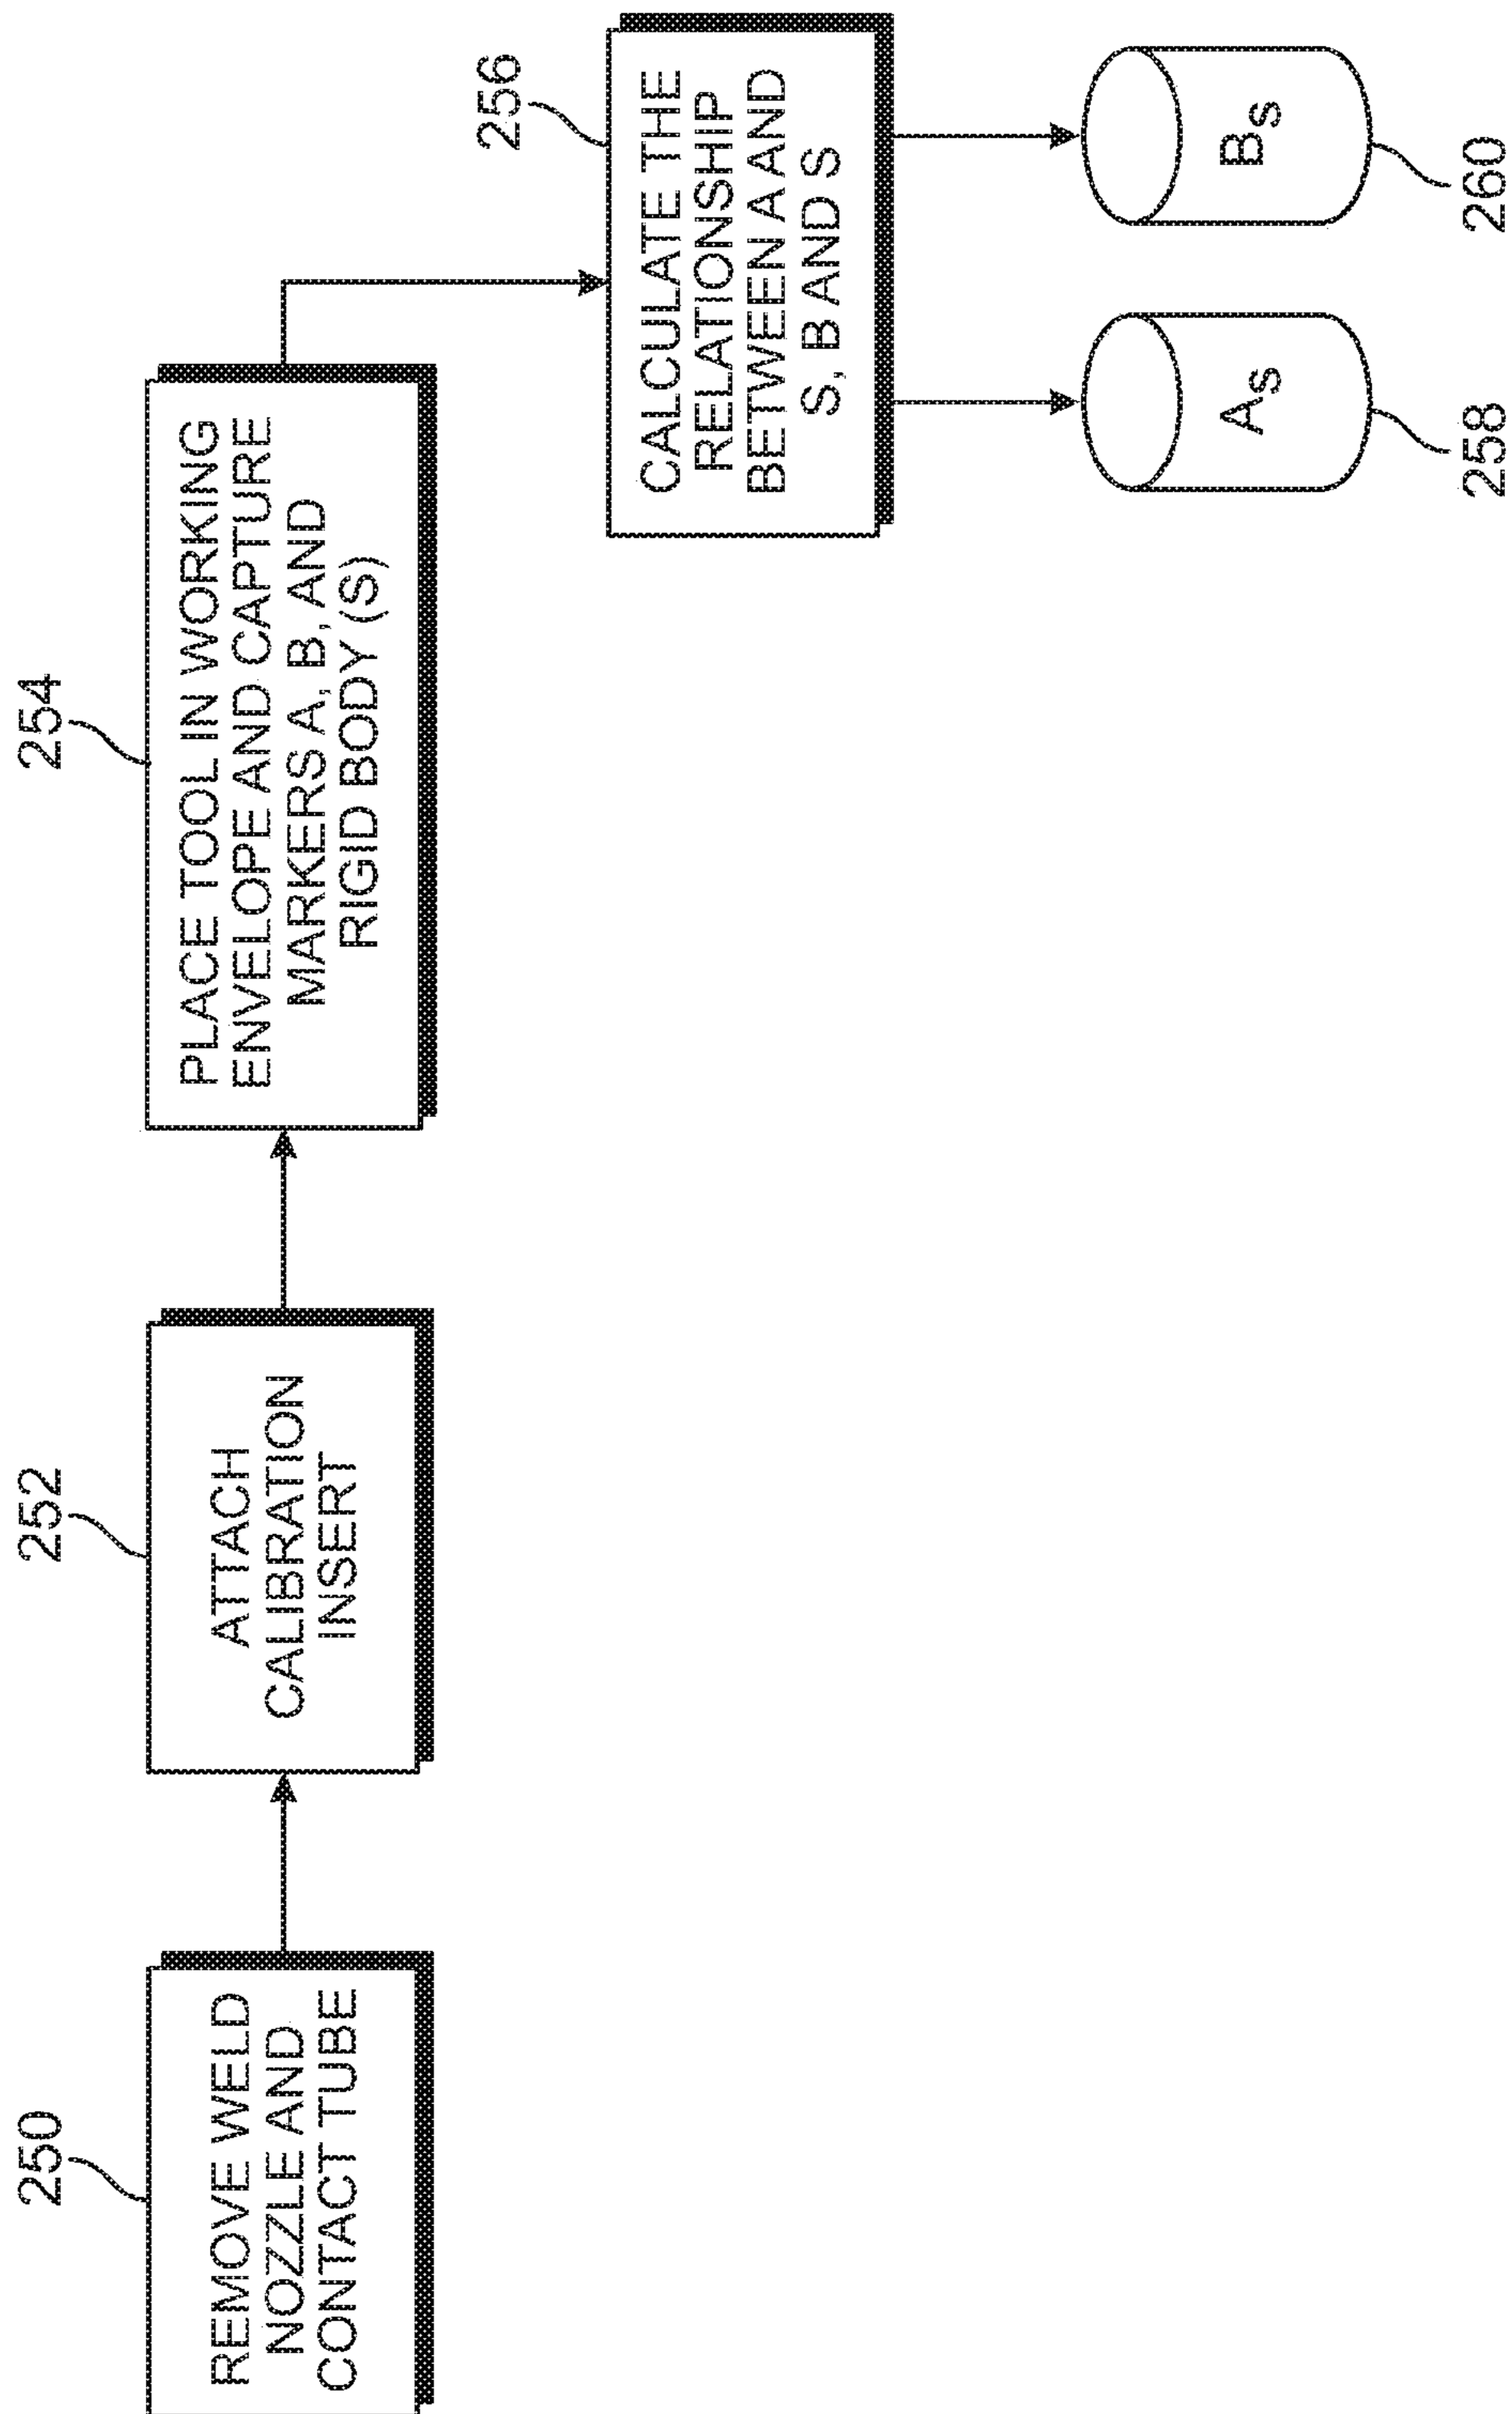 250
REMOVE WELD
NOZZLE AND
CONTACT TUBE
252
ATTACH
CALIBRATION
INSERT
254
PLACE TOOL IN WORKING
ENVELOPE AND CAPTURE
MARKERS A, B, AND
RIGID BODY (S)
256
CALCULATE THE
RELATIONSHIP
BETWEEN A AND
S, B AND S
As
258
Bs
260